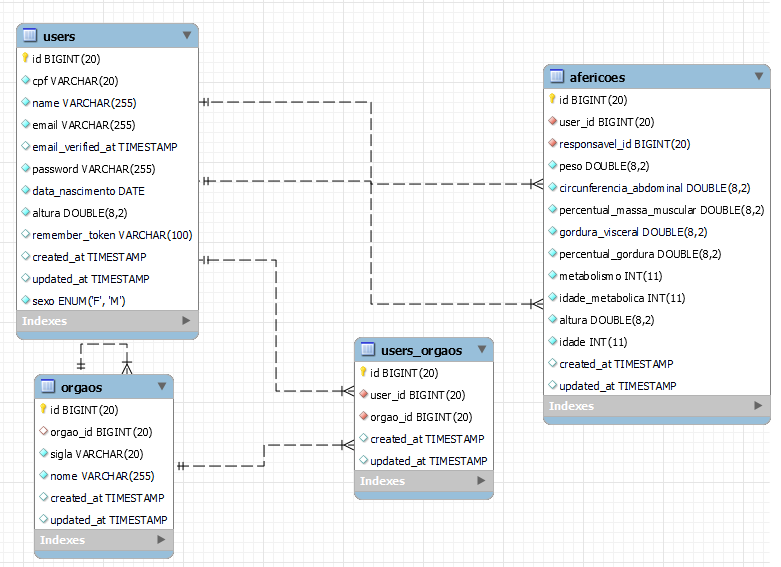 users
id BIGINT(20)
cpf VARCHAR(20)
name VARCHAR(255)
email VARCHAR(255)
email_verified_at TIMESTAMP
password VARCHAR(255)
data_nascimento DATE
altura DOUBLE(8,2)
remember_token VARCHAR(100)
created_at TIMESTAMP
updated_at TIMESTAMP
sexo ENUM('F', 'M')
Indexes
afericoes
id BIGINT(20)
user_id BIGINT(20)
responsavel_id BIGINT(20)
peso DOUBLE(8,2)
circunferencia_abdominal DOUBLE(8,2)
percentual_massa_muscular DOUBLE(8,2)
gordura_visceral DOUBLE(8,2)
percentual_gordura DOUBLE(8,2)
metabolismo INT(11)
idade_metabolica INT(11)
altura DOUBLE(8,2)
idade INT(11)
created_at TIMESTAMP
updated_at TIMESTAMP
Indexes
users_orgaos
id BIGINT(20)
user_id BIGINT(20)
orgao_id BIGINT(20)
created_at TIMESTAMP
updated_at TIMESTAMP
Indexes
orgaos
id BIGINT(20)
orgao_id BIGINT(20)
sigla VARCHAR(20)
nome VARCHAR(255)
created_at TIMESTAMP
updated_at TIMESTAMP
Indexes